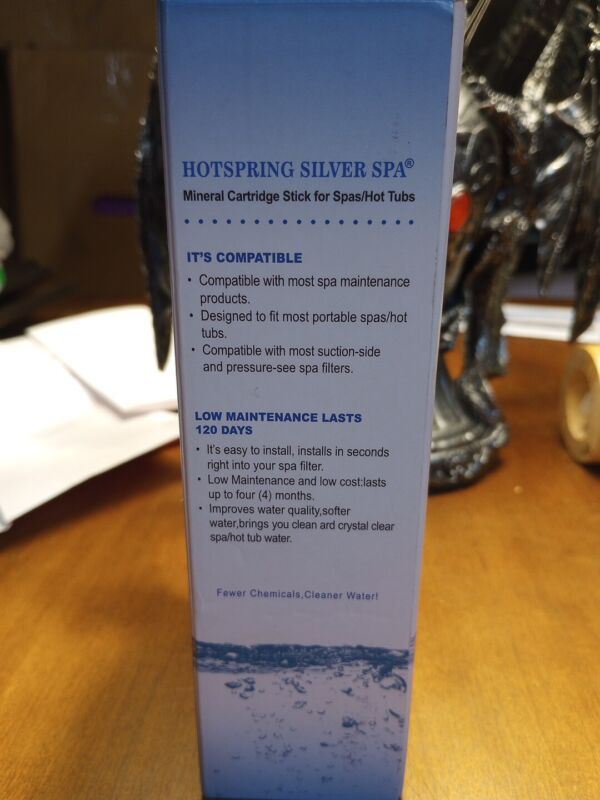 HOTSPRING SILVER SPA®
Mineral Cartridge Stick for Spas/Hot Tubs
IT'S COMPATIBLE
• Compatible with most spa maintenance
products.
• Designed to fit most portable spas/hot
tubs.
• Compatible with most suction-side
and pressure-see spa filters.
LOW MAINTENANCE LASTS
120 DAYS
• It's easy to install, installs in seconds
right into your spa filter.
• Low Maintenance and low cost:lasts
up to four (4) months.
• Improves water quality,softer
water,brings you clean ard crystal clear
spa/hot tub water.
Fewer Chemicals,Cleaner Water!